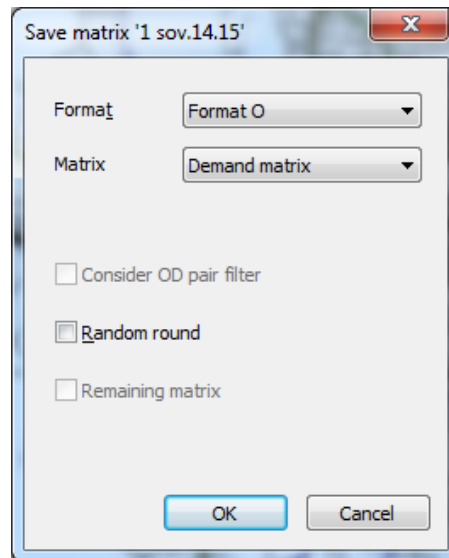 Save matrix '1 sov.14.15'
Format Format O
Matrix Demand matrix
Consider OD pair filter
Random round
Remaining matrix
OK Cancel